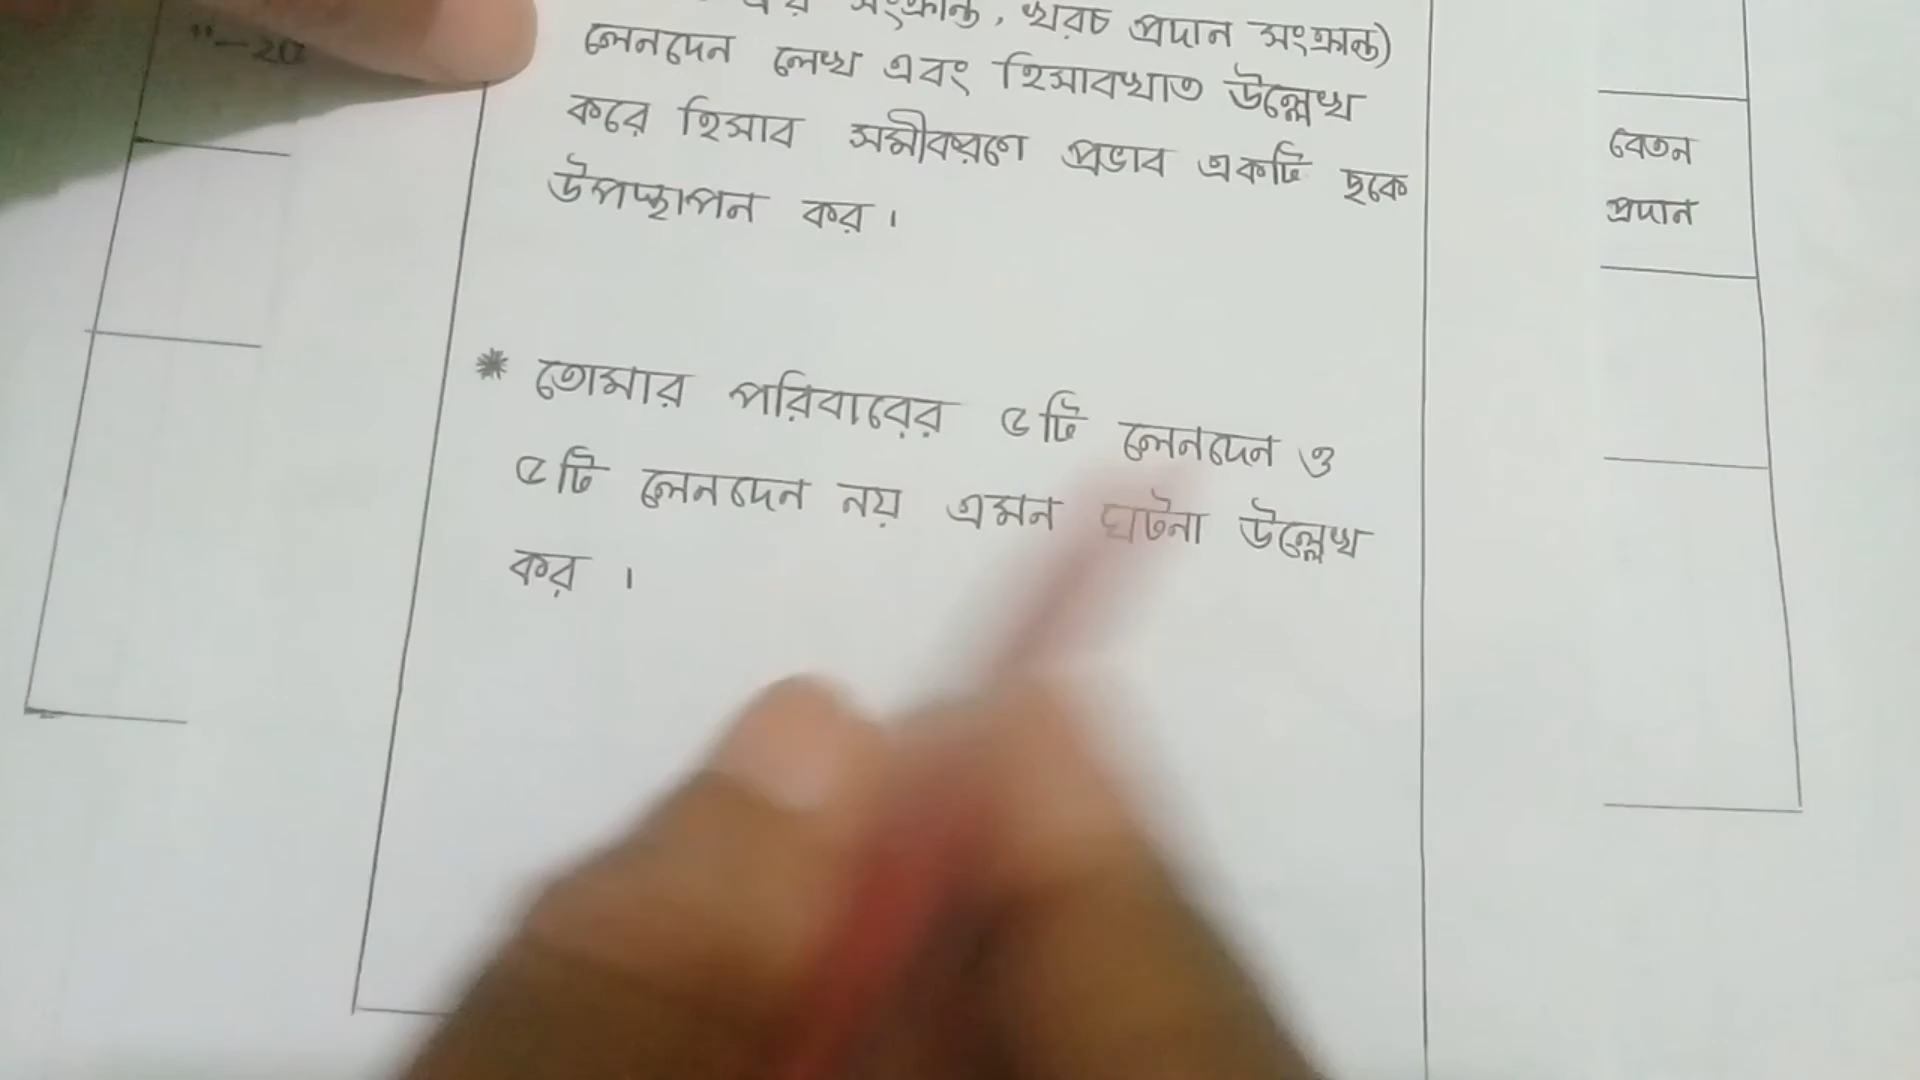 সংক্রান্ত, খরচ প্রদান সংক্রান্ত)
লেনদেন লেখ এবং হিসাবখাত উল্লেখ
করে হিসাব সমীকরণে প্রভাব একটি ছকে
উপস্থাপন কর।
* তোমার পরিবারের ৫টি লেনদেন ও
৫টি লেনদেন নয় এমন ঘটনা উল্লেখ
কর।
বেতন
প্রদান